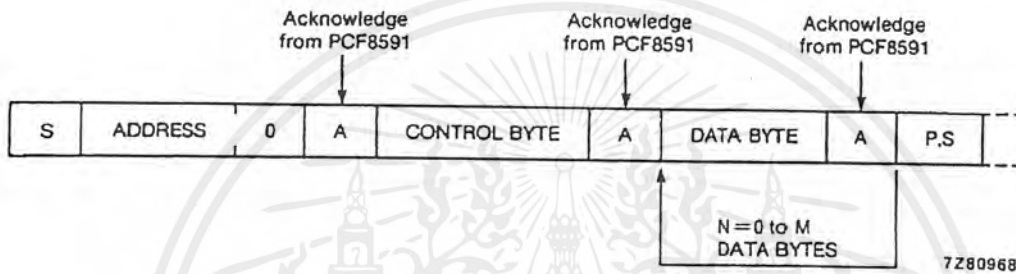 Acknowledge
from PCF8591
Acknowledge
from PCF8591
Acknowledge
from PCF8591
S ADDRESS 0 A CONTROL BYTE A DATA BYTE A P,S
N=0 to M
DATA BYTES
7Z80968